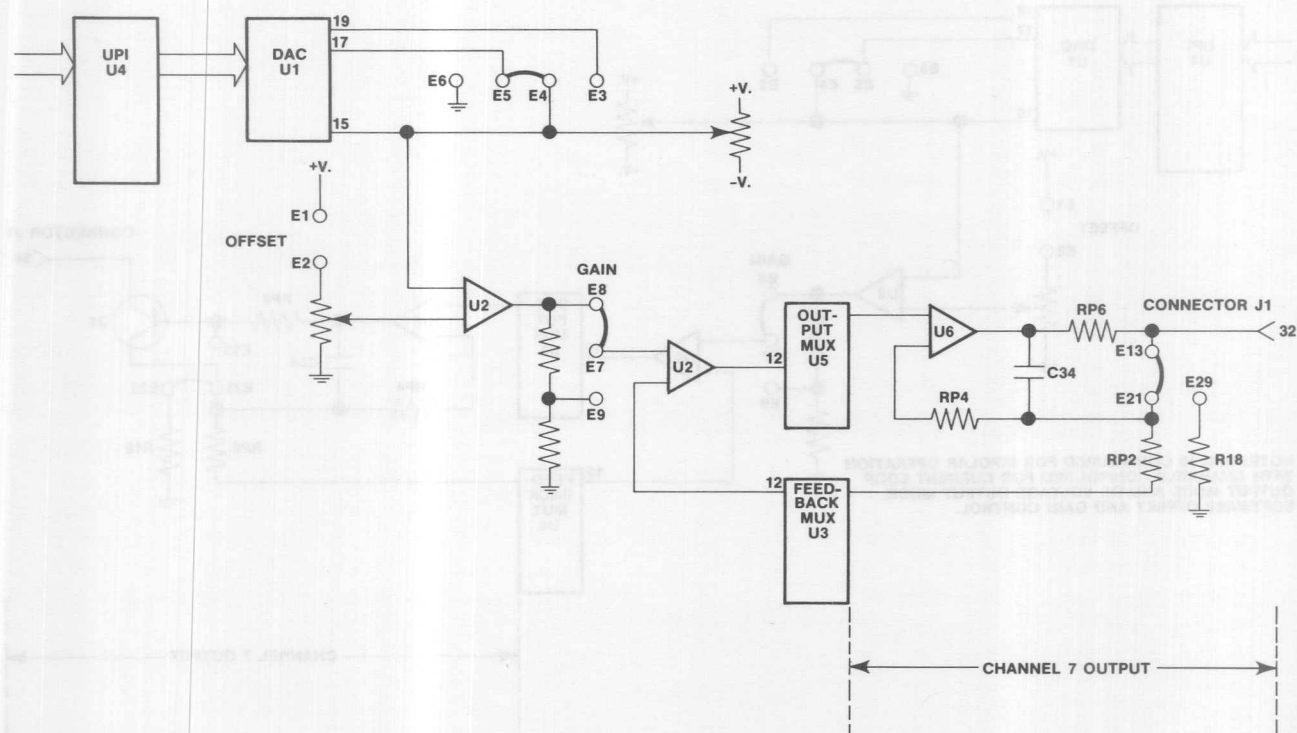 UPI
U4
DAC
U1
19
17
15
E6
E5
E4
E3
+V.
-V.
+V.
E1
OFFSET
E2
U2
GAIN
E8
E7
E9
U2
12
OUT-
PUT
MUX
U5
12
FEED-
BACK
MUX
U3
U6
RP6
C34
RP4
CONNECTOR J1
32
E13
E21
E29
RP2
R18
CHANNEL 7 OUTPUT